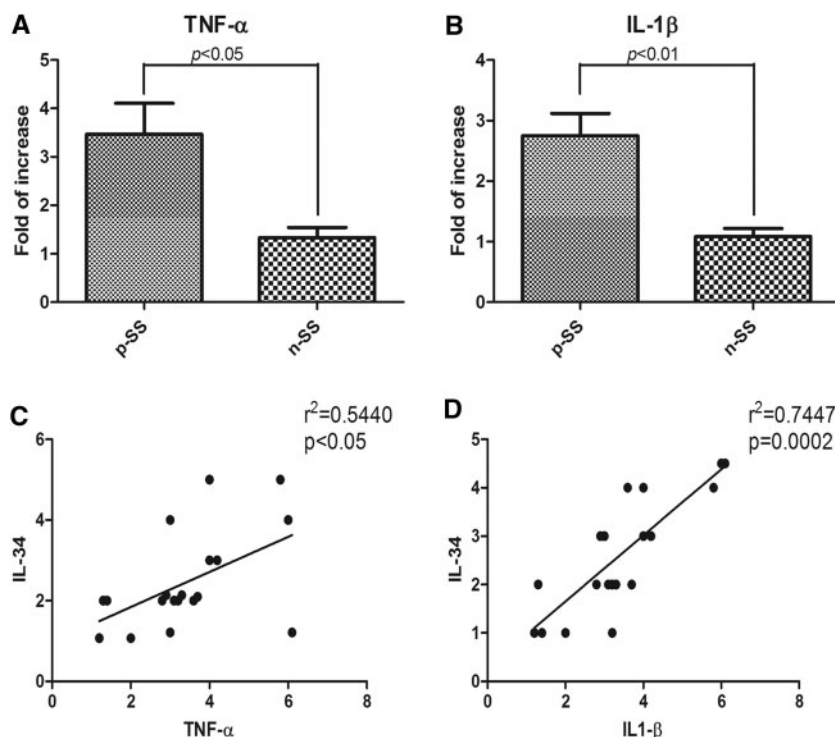 A
TNF-α
p<0.05
Fold of increase
5
4
3
2
1
0
p-SS
n-SS
B
IL-1β
p<0.01
Fold of increase
4
3
2
1
0
p-SS
n-SS
C
r²=0.5440
p<0.05
IL-34
6
4
2
0
0 2 4 6 8
TNF-α
D
r²=0.7447
p=0.0002
IL-34
5
4
3
2
1
0
0 2 4 6 8
IL1-β